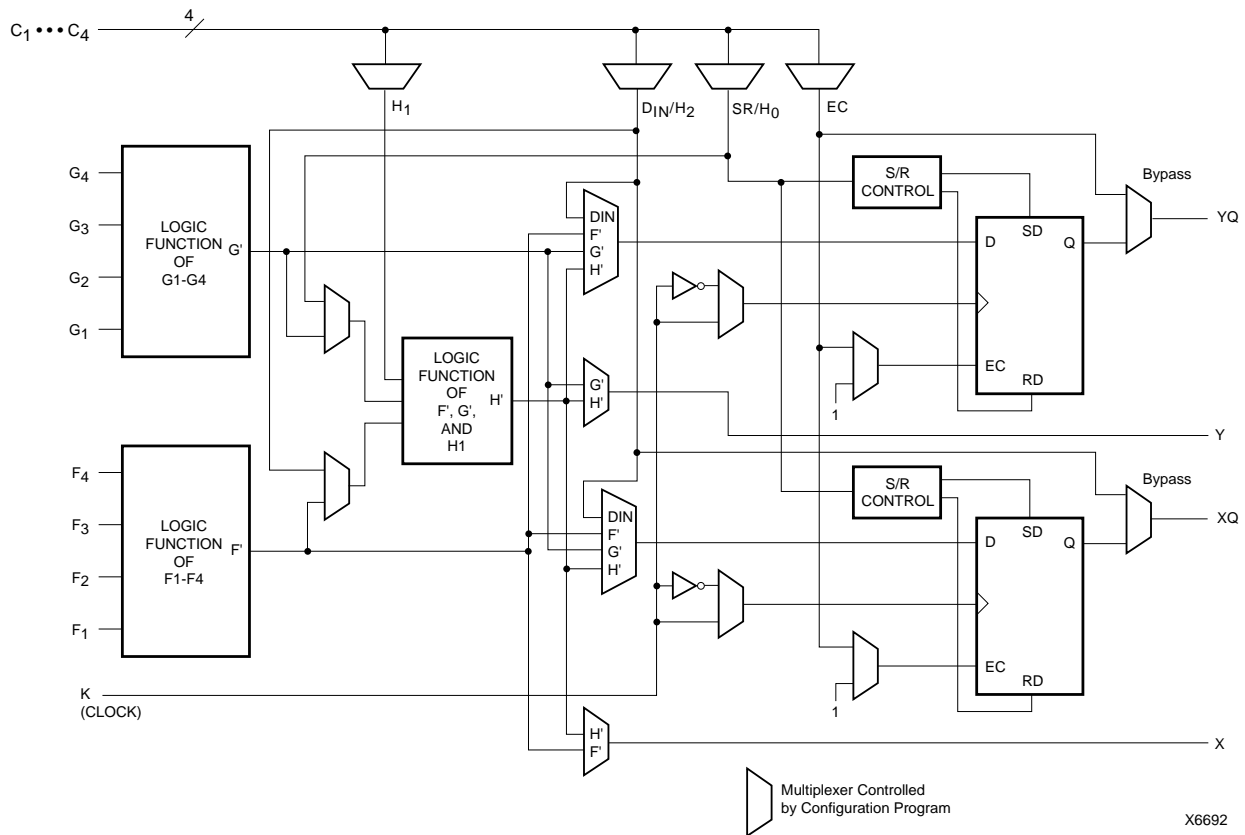 C1 ••• C4
4
H1
DIN/H2
SR/H0
EC
G4
G3
G2
G1
LOGIC
FUNCTION
OF
G1-G4
G'
DIN
F'
G'
H'
S/R
CONTROL
Bypass
D
SD
Q
YQ
EC
RD
1
LOGIC
FUNCTION
OF
F', G',
AND
H1
H'
G'
H'
Y
F4
F3
F2
F1
LOGIC
FUNCTION
OF
F1-F4
F'
DIN
F'
G'
H'
S/R
CONTROL
Bypass
D
SD
Q
XQ
EC
RD
1
K
(CLOCK)
H'
F'
X
Multiplexer Controlled
by Configuration Program
X6692